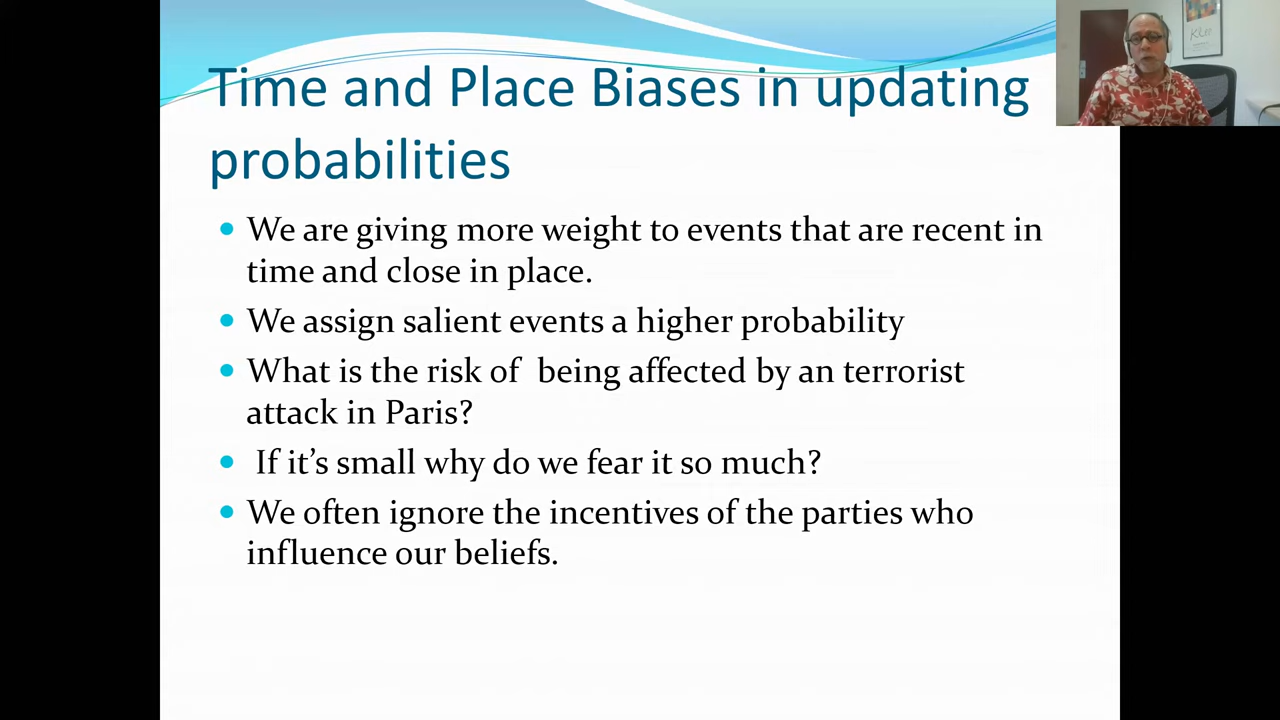 Time and Place Biases in updating
probabilities
• We are giving more weight to events that are recent in
time and close in place.
• We assign salient events a higher probability
• What is the risk of  being affected by an terrorist
attack in Paris?
• If it’s small why do we fear it so much?
• We often ignore the incentives of the parties who
influence our beliefs.